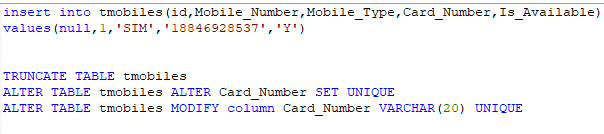 insert into tmobiles(id,Mobile_Number,Mobile_Type,Card_Number,Is_Available)
values(null,1,'SIM','18846928537','Y')
TRUNCATE TABLE tmobiles
ALTER TABLE tmobiles ALTER Card_Number SET UNIQUE
ALTER TABLE tmobiles MODIFY column Card_Number VARCHAR(20) UNIQUE